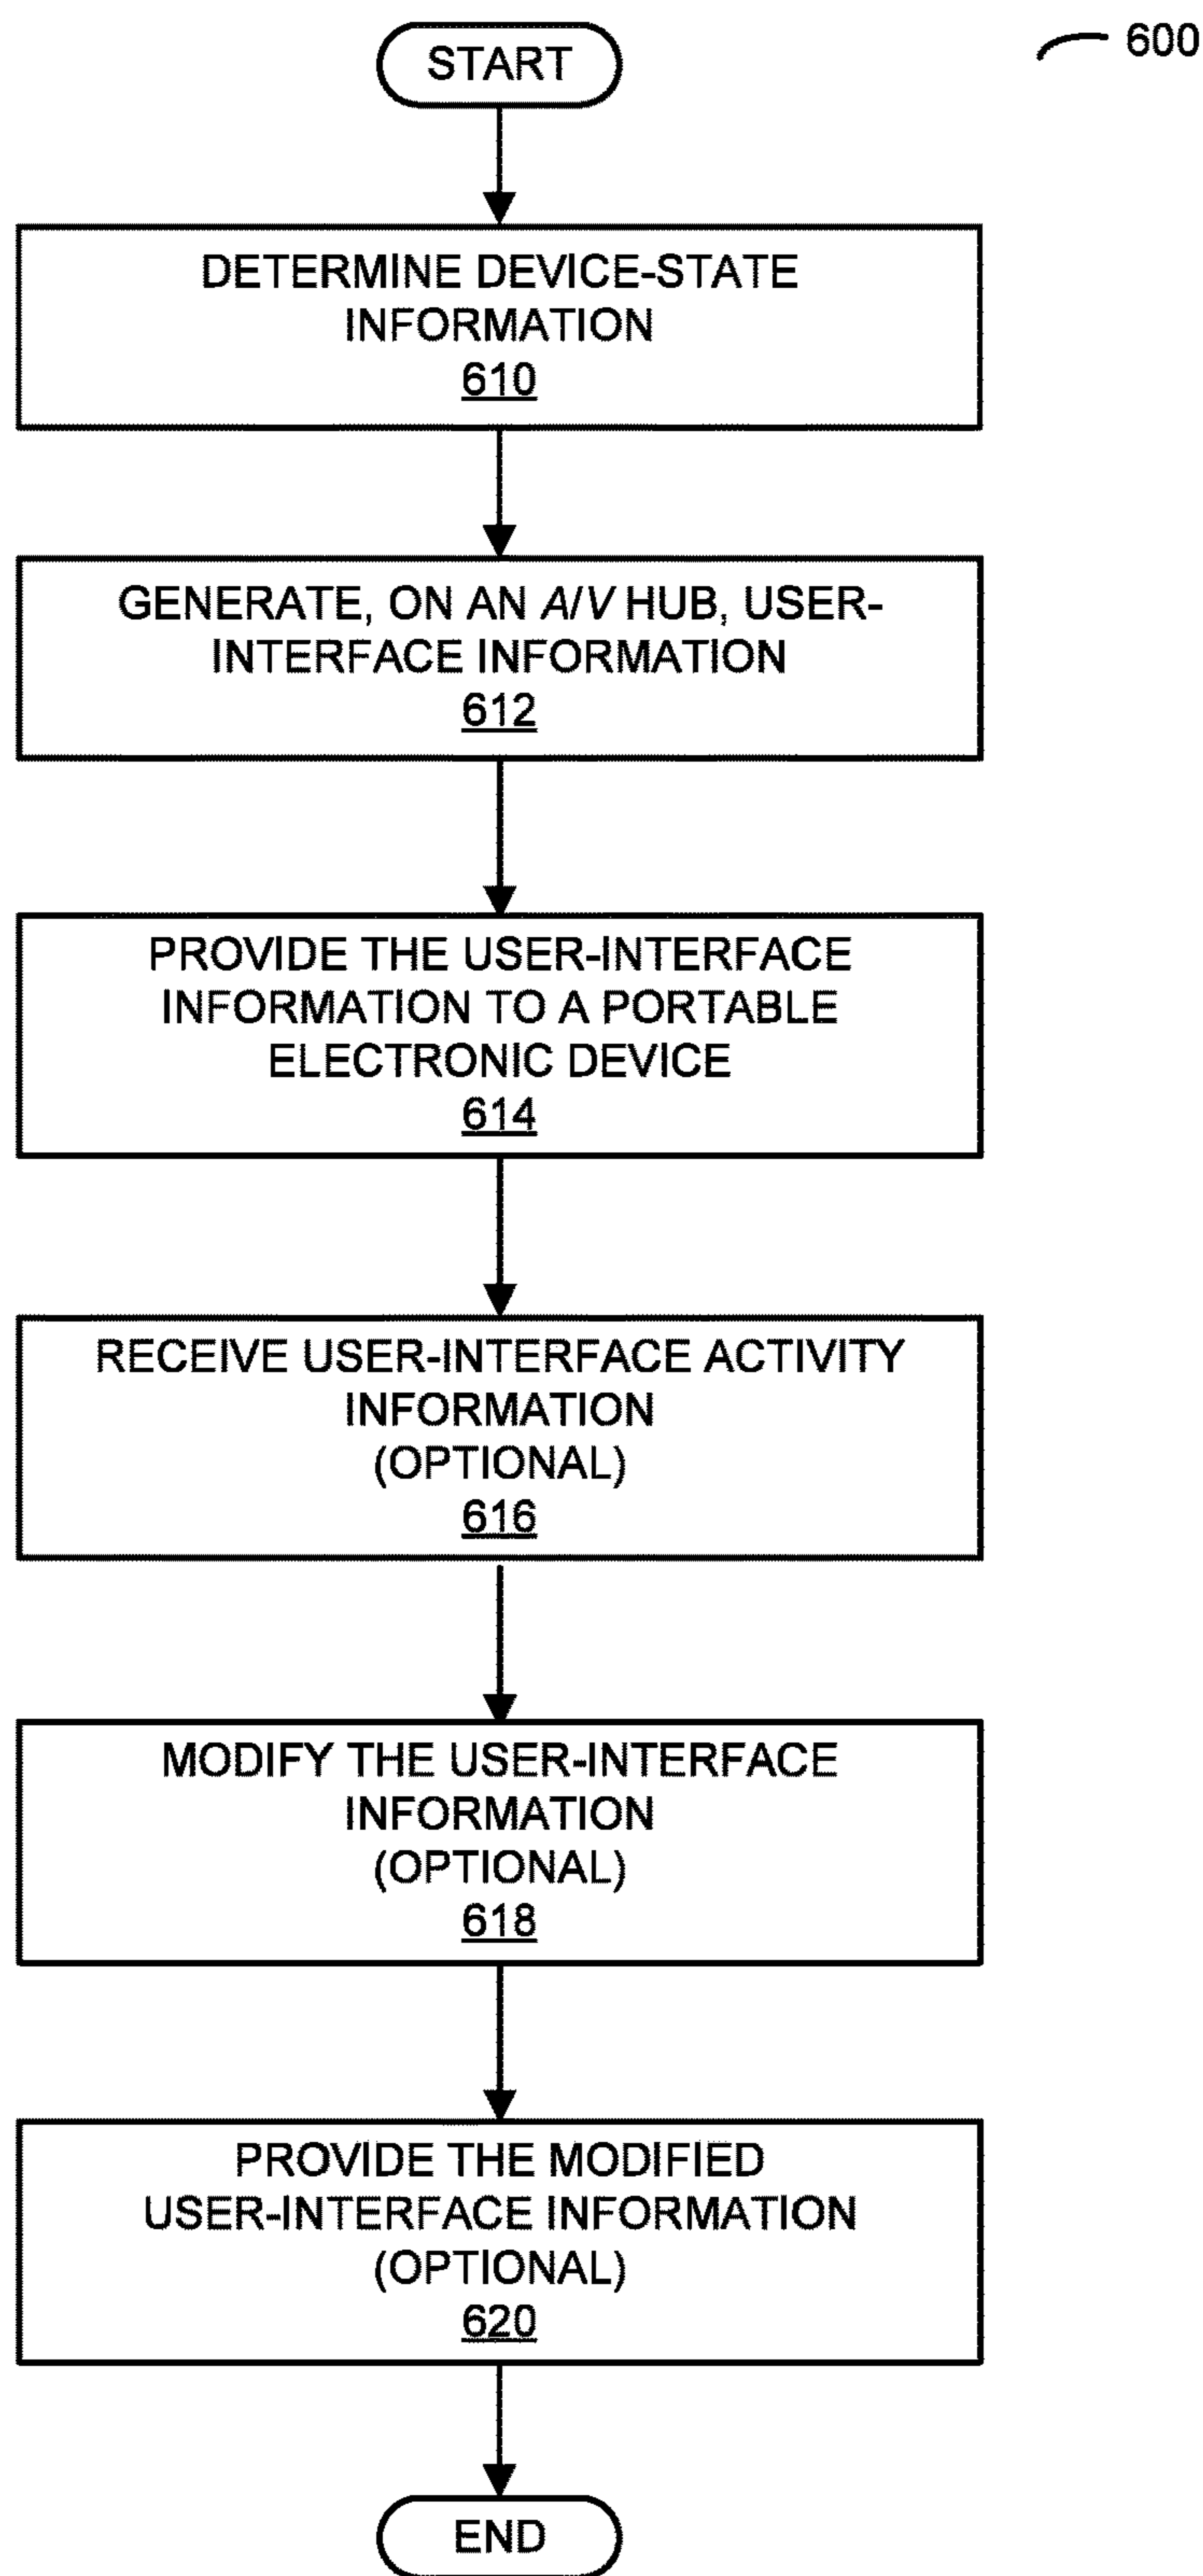 600
START
DETERMINE DEVICE-STATE
INFORMATION
610
GENERATE, ON AN A/V HUB, USER-
INTERFACE INFORMATION
612
PROVIDE THE USER-INTERFACE
INFORMATION TO A PORTABLE
ELECTRONIC DEVICE
614
RECEIVE USER-INTERFACE ACTIVITY
INFORMATION
(OPTIONAL)
616
MODIFY THE USER-INTERFACE
INFORMATION
(OPTIONAL)
618
PROVIDE THE MODIFIED
USER-INTERFACE INFORMATION
(OPTIONAL)
620
END